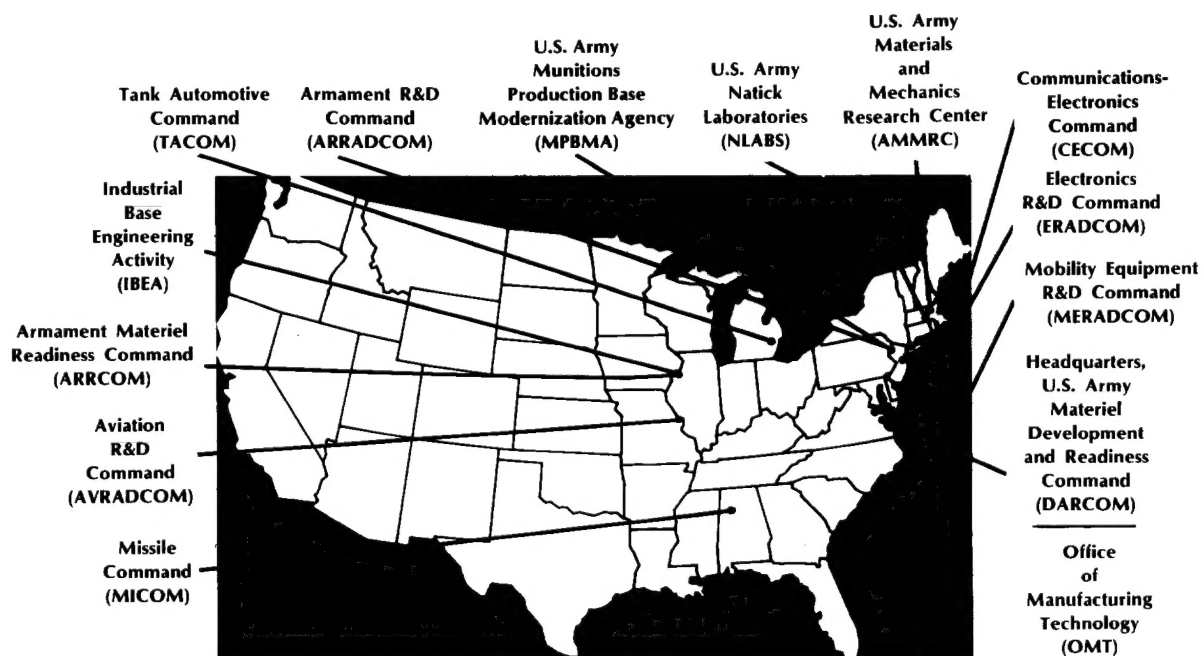 Tank Automotive
Command
(TACOM)
Armament R&D
Command
(ARRADCOM)
U.S. Army
Munitions
Production Base
Modernization Agency
(MPBMA)
U.S. Army
Natick
Laboratories
(NLABS)
U.S. Army
Materials
and
Mechanics
Research Center
(AMMRC)
Communications-
Electronics
Command
(CECOM)
Electronics
R&D Command
(ERADCOM)
Mobility Equipment
R&D Command
(MERADCOM)
Headquarters,
U.S. Army
Materiel
Development
and Readiness
Command
(DARCOM)
Office
of
Manufacturing
Technology
(OMT)
Industrial
Base
Engineering
Activity
(IBEA)
Armament Materiel
Readiness Command
(ARRCOM)
Aviation
R&D
Command
(AVRADCOM)
Missile
Command
(MICOM)